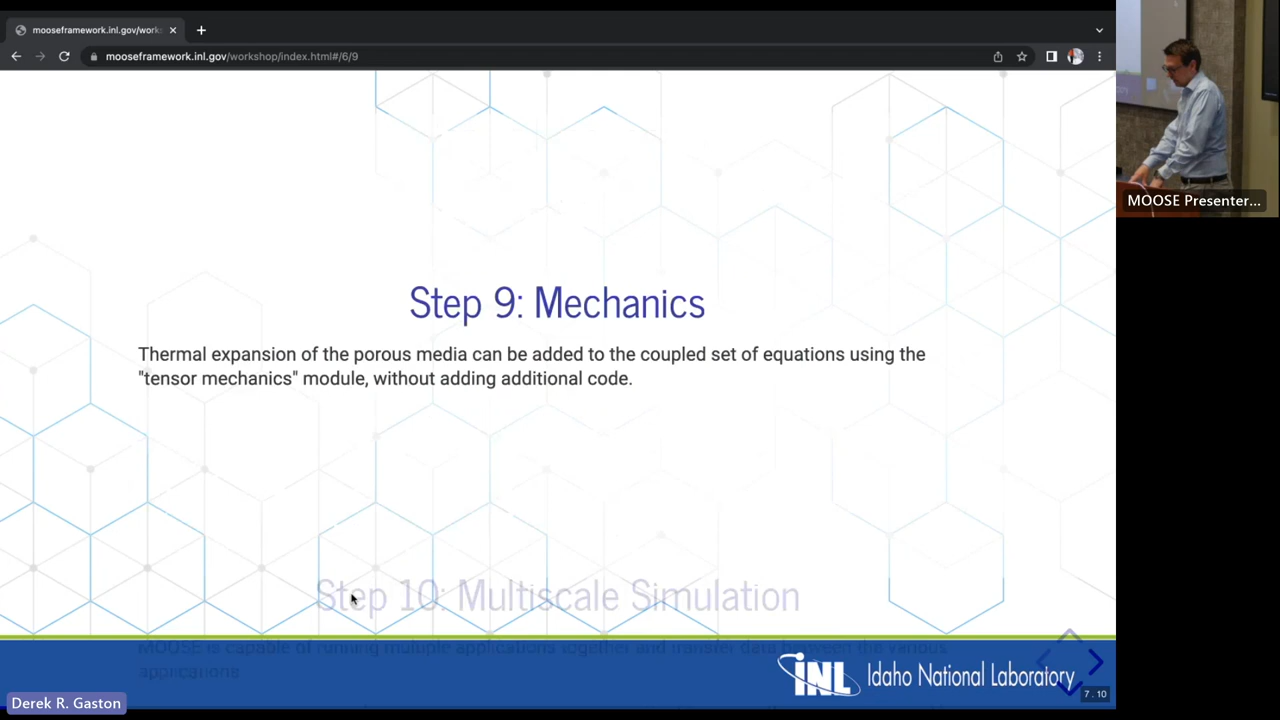 mooseframework.inl.gov/work
mooseframework.inl.gov/workshop/index.html#/6/9
MOOSE Presenter...
Step 9: Mechanics
Thermal expansion of the porous media can be added to the coupled set of equations using the
"tensor mechanics" module, without adding additional code.
Step 10: Multiscale Simulation
MOOSE is capable of running multiple applications together and transfer data between the various
applications
INL Idaho National Laboratory
7.10
Derek R. Gaston